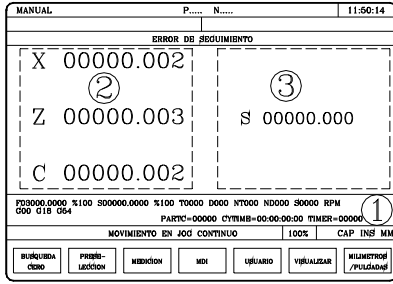 MANUAL P..... N..... 11:50:14
ERROR DE SEGUIMIENTO
X 00000.002
2
Z 00000.003
C 00000.002
3
S 00000.000
F03000.0000 %100 S00000.0000 %100 T0000 D000 NT000 ND000 S0000 RPM
G00 G18 G54
PARTC=00000 CYTIME=00:00:00:00 TIMER=00000
1
MOVIMIENTO EN JOG CONTINUO 100% CAP INS MM
BUSQUEDA CERO
PRESE-LECCION
MEDICION
MDI
USUARIO
VISUALIZAR
MILIMETROS /PULGADAS